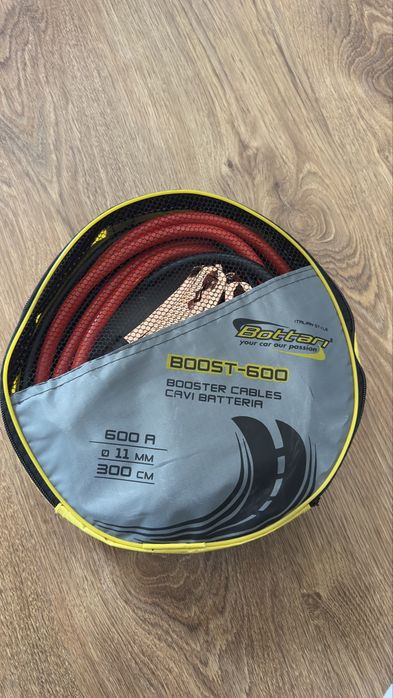 ITALIAN STYLE
Bottari
your car our passion
BOOST-600
BOOSTER CABLES
CAVI BATTERIA
600 A
ø 11 MM
300 CM